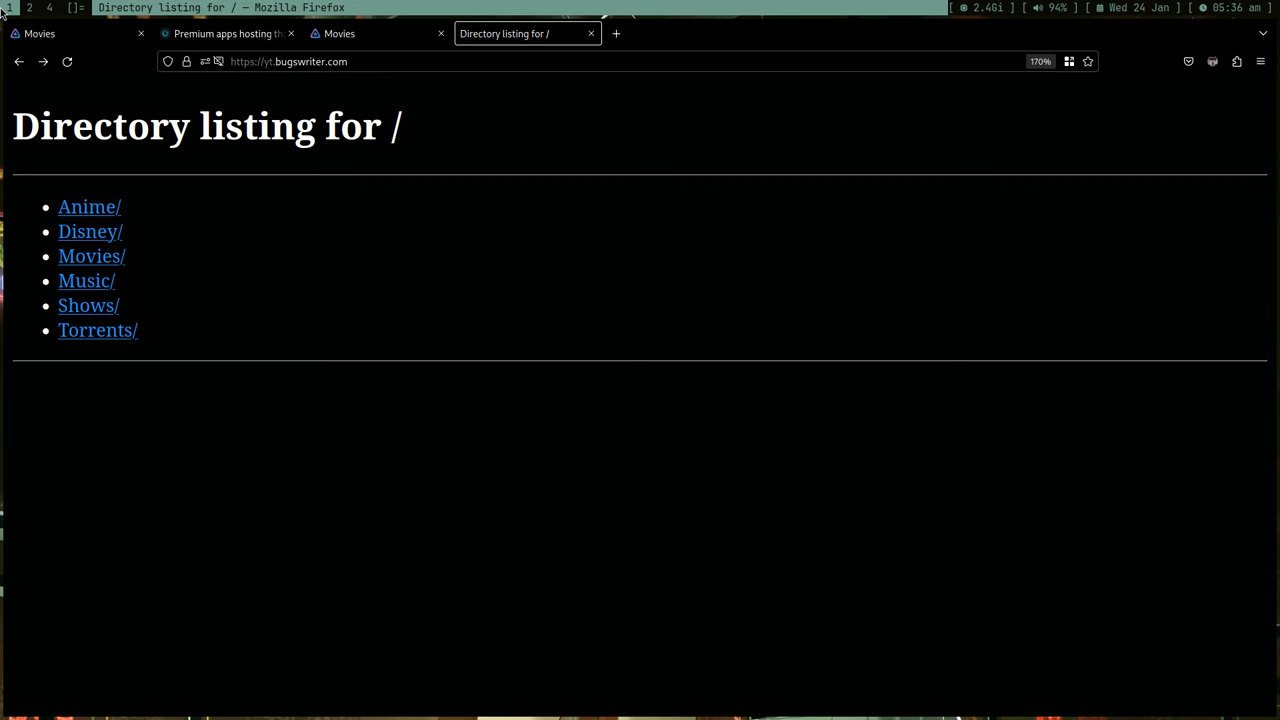 1 2 4 []= Directory listing for / — Mozilla Firefox [ 2.4Gi ] [ 94% ] [ Wed 24 Jan ] [ 05:36 am ]
Movies Premium apps hosting th Movies Directory listing for /
https://yt.bugswriter.com 170%
Directory listing for /
Anime/
Disney/
Movies/
Music/
Shows/
Torrents/